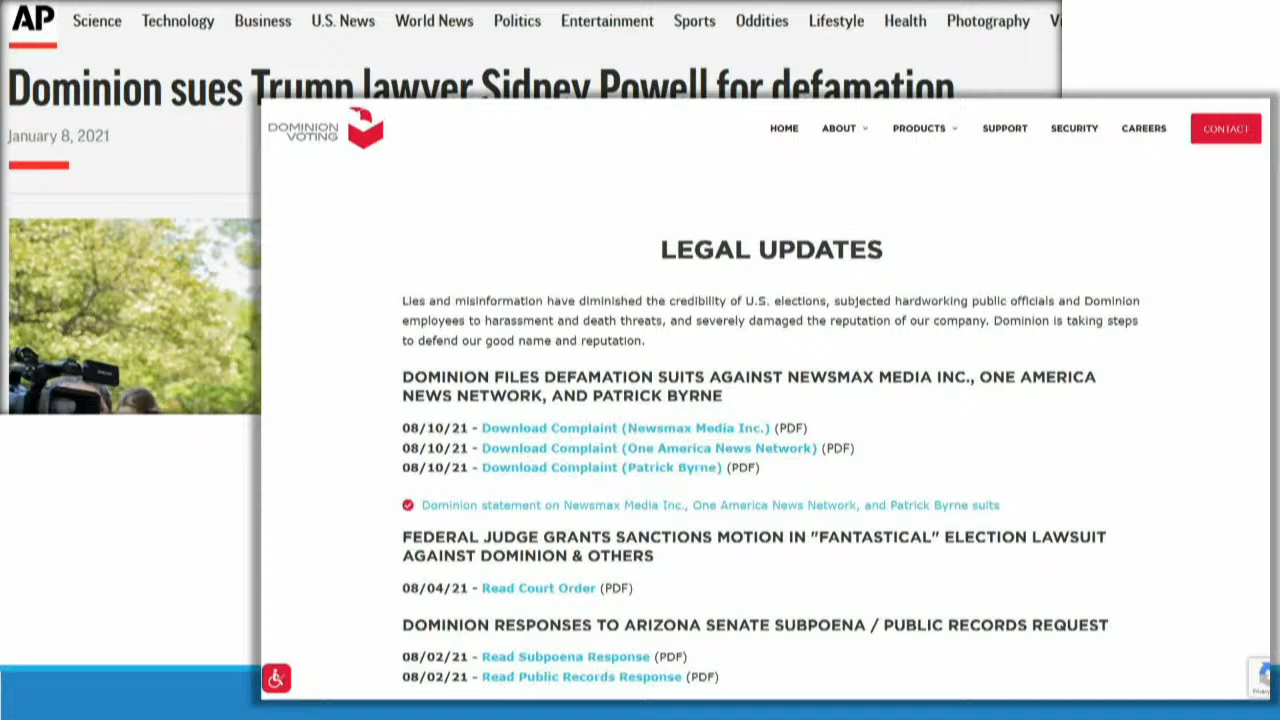 AP
Science Technology Business U.S. News World News Politics Entertainment Sports Oddities Lifestyle Health Photography
Dominion sues Trump lawyer Sidney Powell for defamation
January 8, 2021
DOMINION
VOTING
HOME ABOUT PRODUCTS SUPPORT SECURITY CAREERS CONTACT
LEGAL UPDATES
Lies and misinformation have diminished the credibility of U.S. elections, subjected hardworking public officials and Dominion
employees to harassment and death threats, and severely damaged the reputation of our company. Dominion is taking steps
to defend our good name and reputation.
DOMINION FILES DEFAMATION SUITS AGAINST NEWSMAX MEDIA INC., ONE AMERICA
NEWS NETWORK, AND PATRICK BYRNE
08/10/21 - Download Complaint (Newsmax Media Inc.) (PDF)
08/10/21 - Download Complaint (One America News Network) (PDF)
08/10/21 - Download Complaint (Patrick Byrne) (PDF)
Dominion statement on Newsmax Media Inc., One America News Network, and Patrick Byrne suits
FEDERAL JUDGE GRANTS SANCTIONS MOTION IN "FANTASTICAL" ELECTION LAWSUIT
AGAINST DOMINION & OTHERS
08/04/21 - Read Court Order (PDF)
DOMINION RESPONSES TO ARIZONA SENATE SUBPOENA / PUBLIC RECORDS REQUEST
08/02/21 - Read Subpoena Response (PDF)
08/02/21 - Read Public Records Response (PDF)